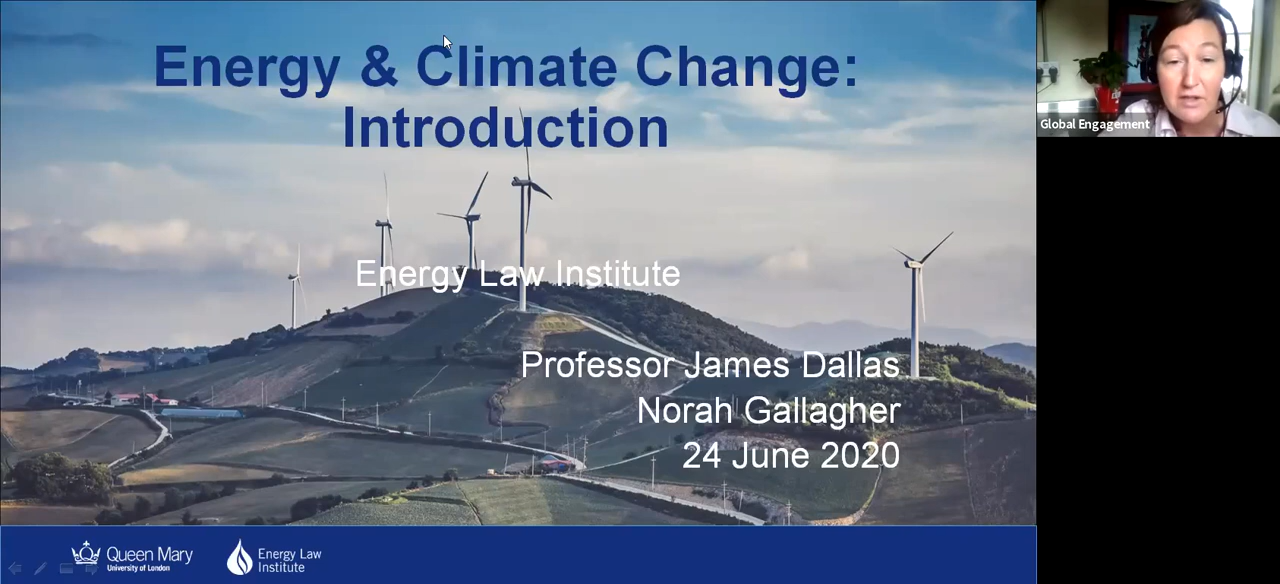 Energy & Climate Change:
Introduction
Energy Law Institute
Professor James Dallas
Norah Gallagher
24 June 2020
Queen Mary
University of London
Energy Law
Institute
Global Engagement